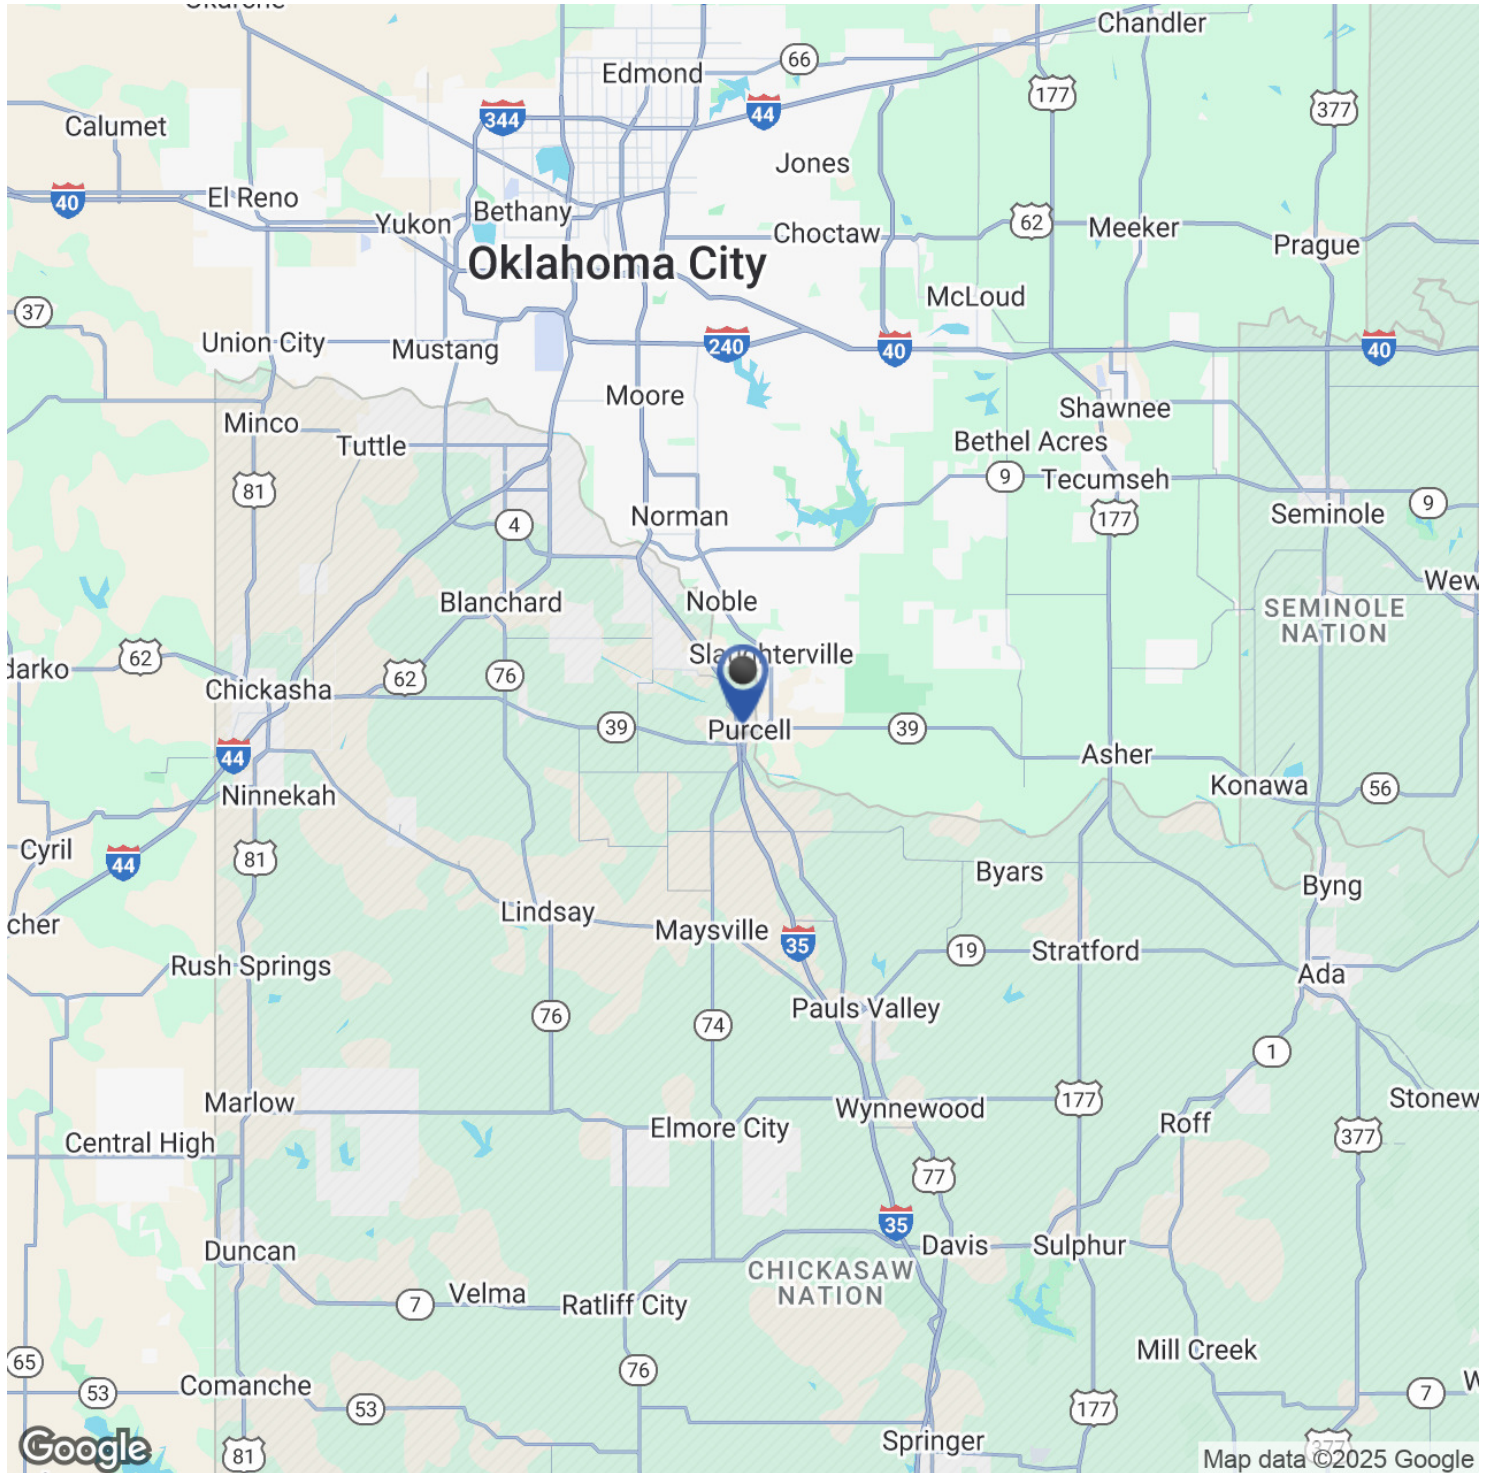 Chandler
66
Edmond
177
377
344
44
Calumet
Jones
El Reno
40
Yukon
Bethany
62
Meeker
Choctaw
Prague
Oklahoma City
McLoud
37
Union City
Mustang
240
40
40
Moore
Shawnee
Minco
Tuttle
Bethel Acres
9
Tecumseh
81
9
Norman
177
Seminole
4
Wew
Blanchard
Noble
SEMINOLE
NATION
62
darko
62
76
Chickasha
39
Purcell
39
44
Asher
Konawa
56
Ninnekah
Cyril
44
81
Byars
Byng
Lindsay
cher
Maysville
35
19
Stratford
Rush Springs
Ada
Pauls Valley
76
74
1
Marlow
177
Stonew
Wynnewood
Roff
Elmore City
377
Central High
77
35
Duncan
Davis
Sulphur
CHICKASAW
NATION
Velma
7
Ratliff City
65
Mill Creek
76
Comanche
53
7
53
177
Springer
Google
81
377
Map data ©2025 Google